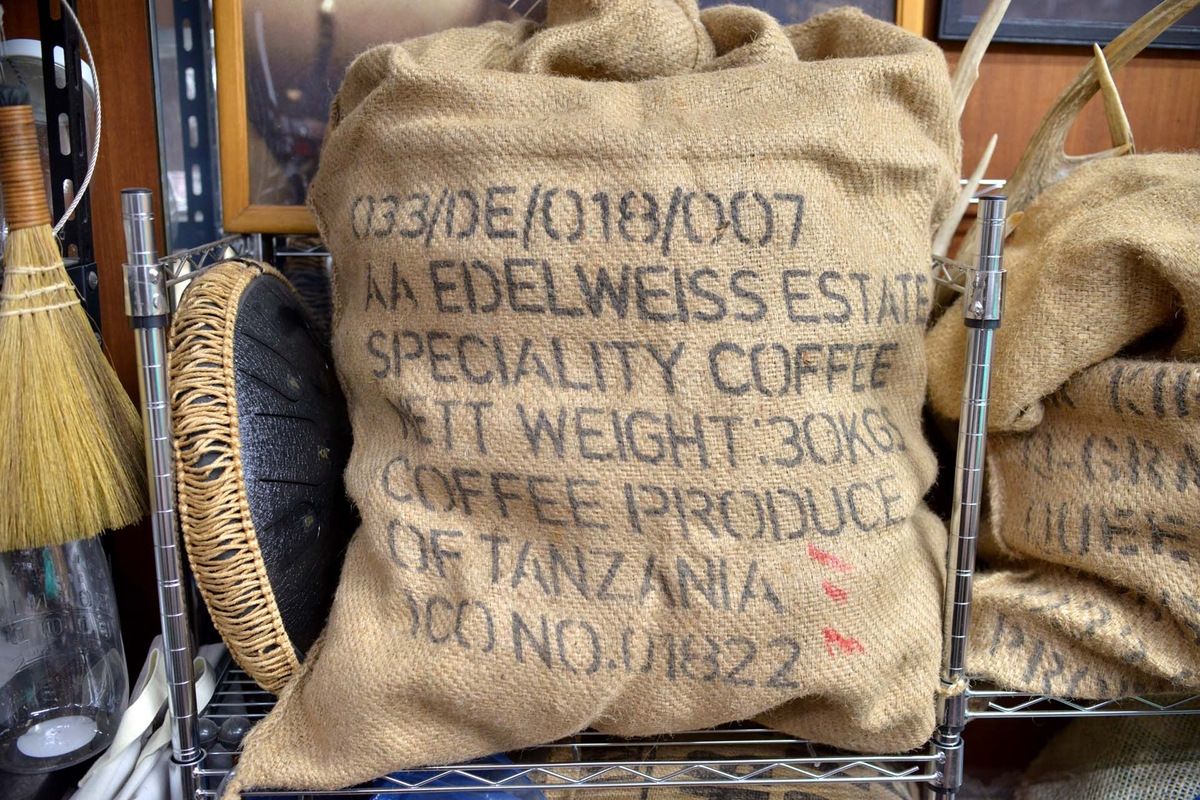 033/DE/018/007
AA EDELWEISS ESTATE
SPECIALITY COFFEE
NETT WEIGHT:30KGS
COFFEE PRODUCE
OF TANZANIA
ICO NO.01822